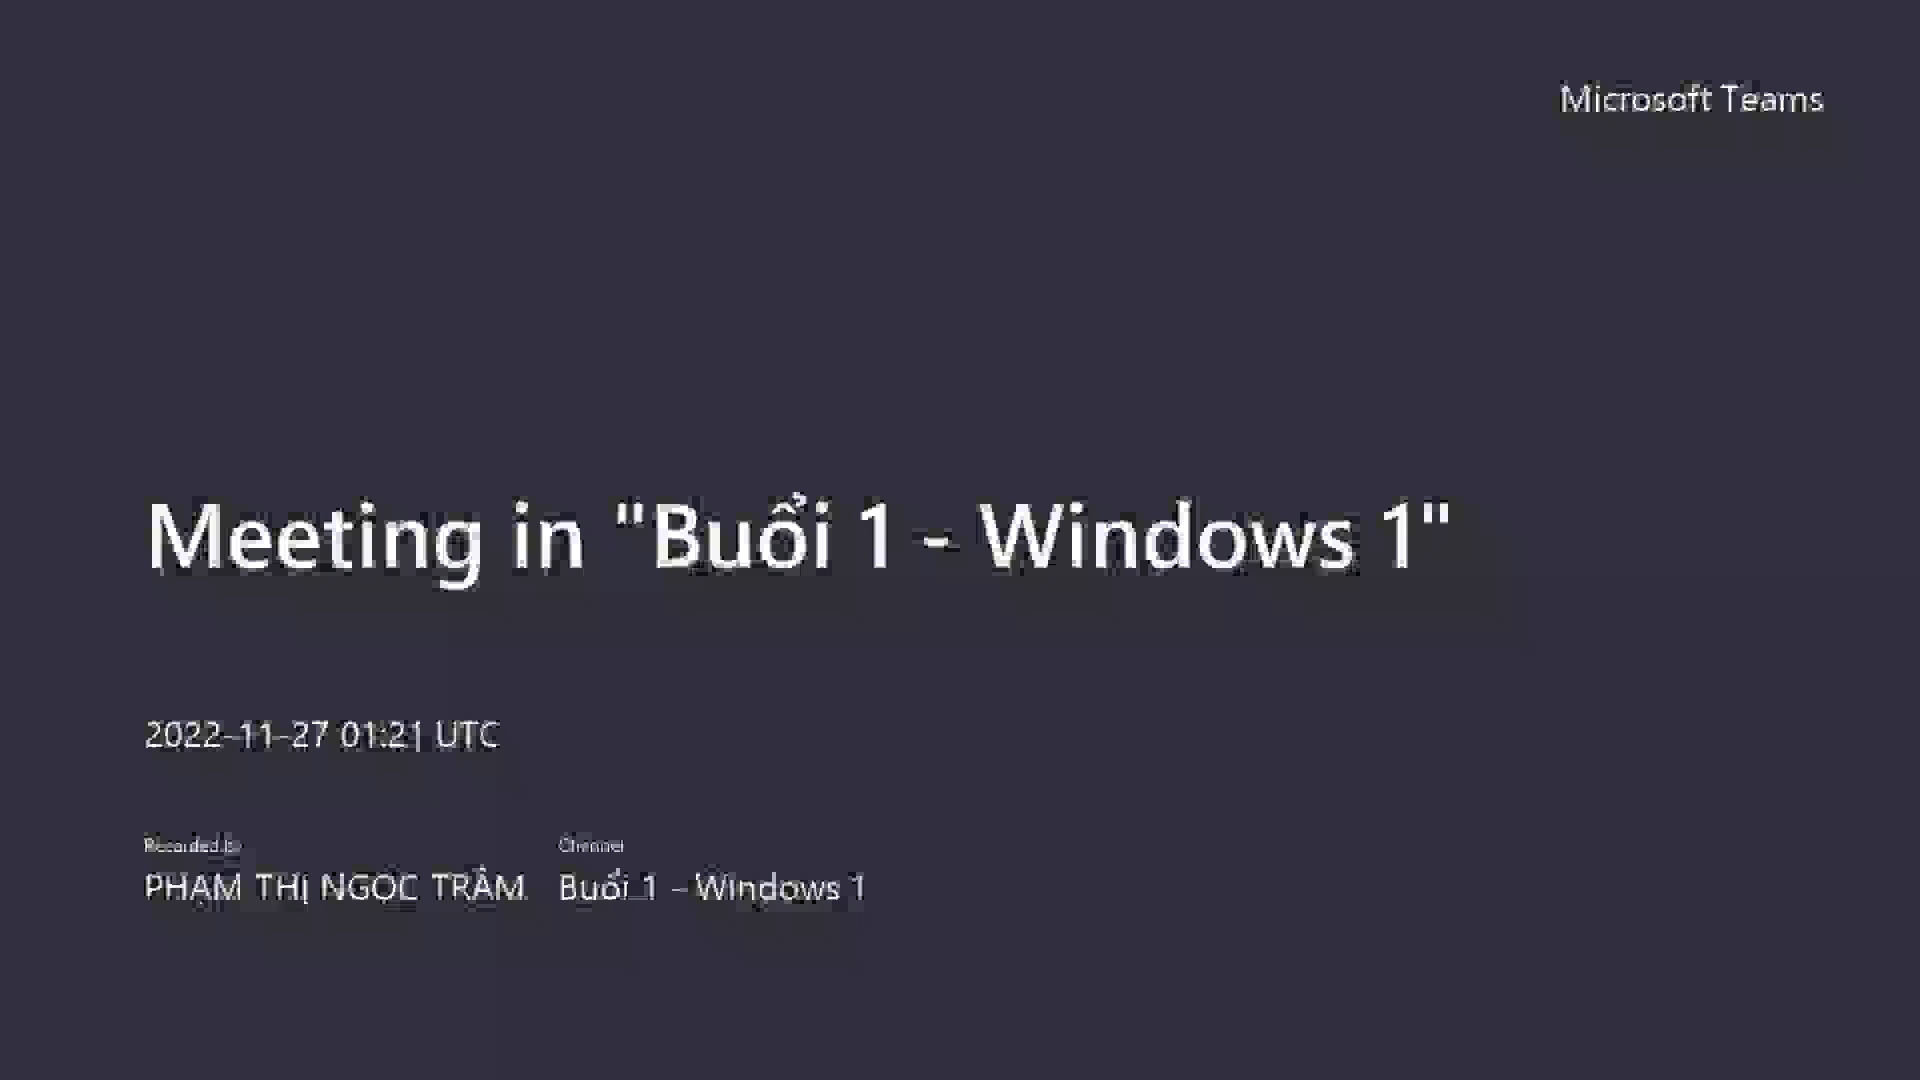 Microsoft Teams
Meeting in "Buổi 1 - Windows 1"
2022-11-27 01:21 UTC
Recorded by Channel
PHẠM THỊ NGỌC TRÂM Buổi 1 - Windows 1